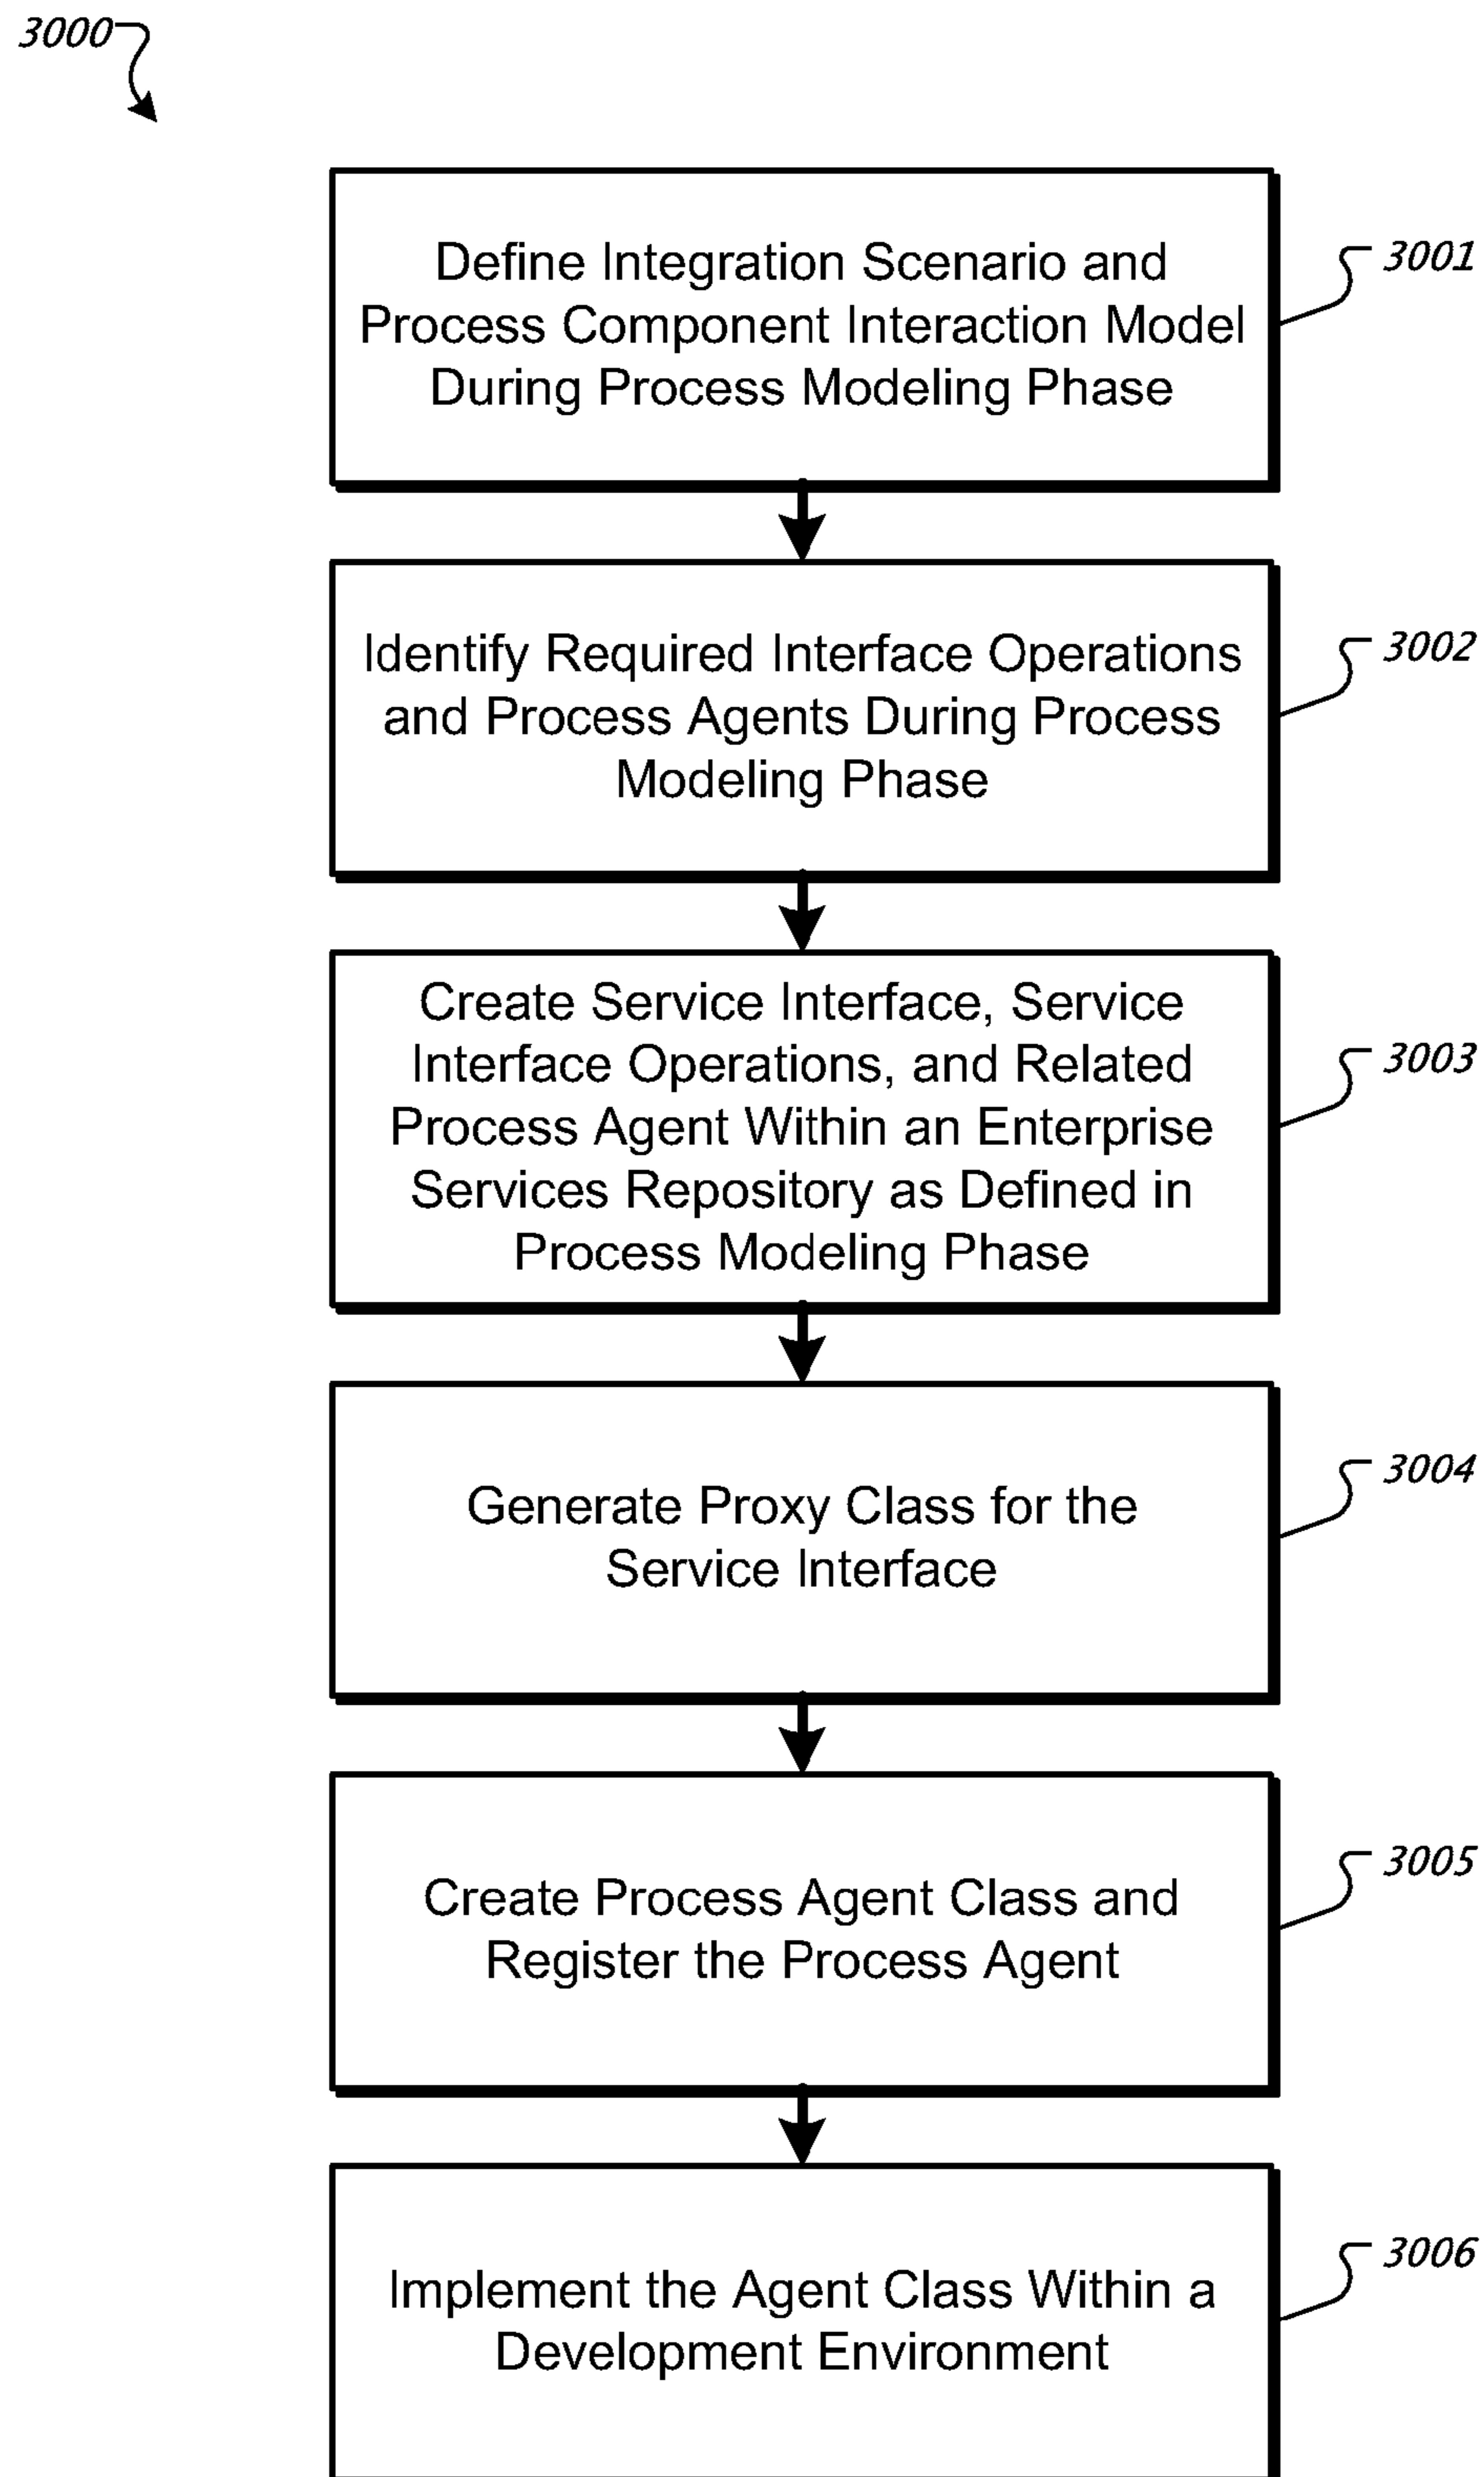 3000
Define Integration Scenario and
Process Component Interaction Model
During Process Modeling Phase
3001
Identify Required Interface Operations
and Process Agents During Process
Modeling Phase
3002
Create Service Interface, Service
Interface Operations, and Related
Process Agent Within an Enterprise
Services Repository as Defined in
Process Modeling Phase
3003
Generate Proxy Class for the
Service Interface
3004
Create Process Agent Class and
Register the Process Agent
3005
Implement the Agent Class Within a
Development Environment
3006